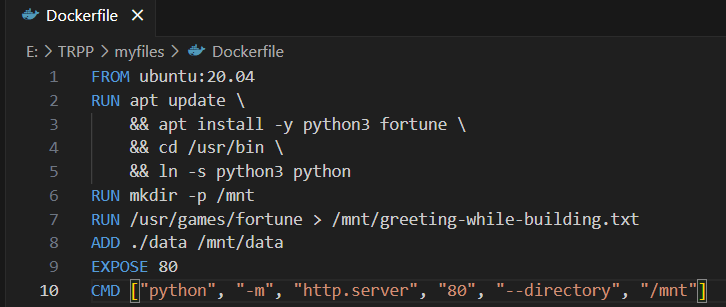 Dockerfile ×
E: > TRPP > myfiles > Dockerfile
1 FROM ubuntu:20.04
2 RUN apt update \
3 && apt install -y python3 fortune \
4 && cd /usr/bin \
5 && ln -s python3 python
6 RUN mkdir -p /mnt
7 RUN /usr/games/fortune > /mnt/greeting-while-building.txt
8 ADD ./data /mnt/data
9 EXPOSE 80
10 CMD ["python", "-m", "http.server", "80", "--directory", "/mnt"]